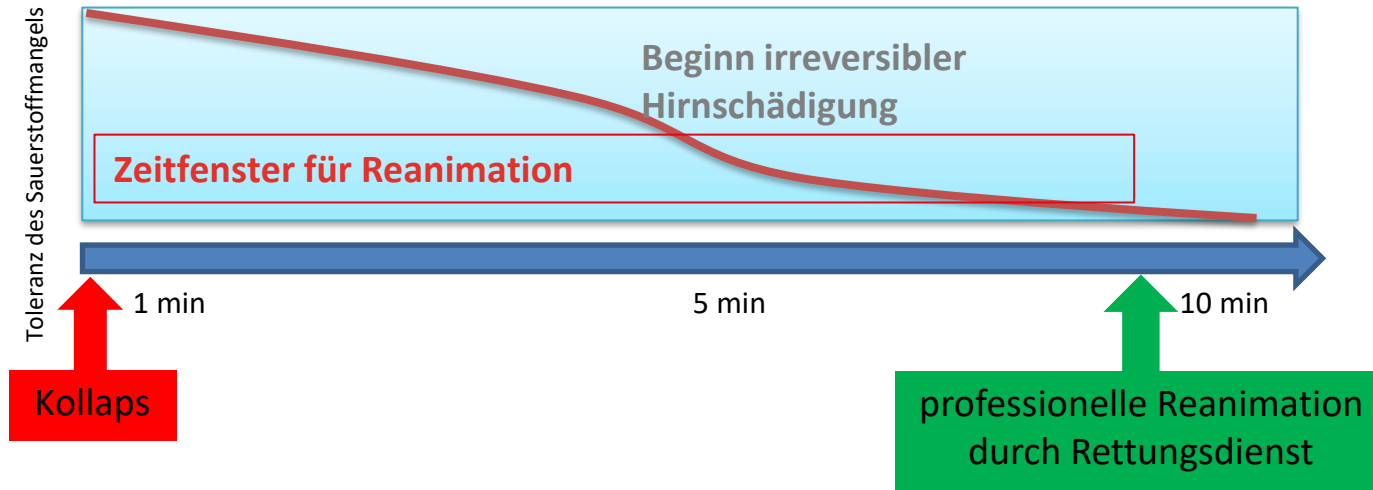 Toleranz des Sauerstoffmangels
Beginn irreversibler
Hirnschädigung
Zeitfenster für Reanimation
1 min
5 min
10 min
Kollaps
professionelle Reanimation
durch Rettungsdienst